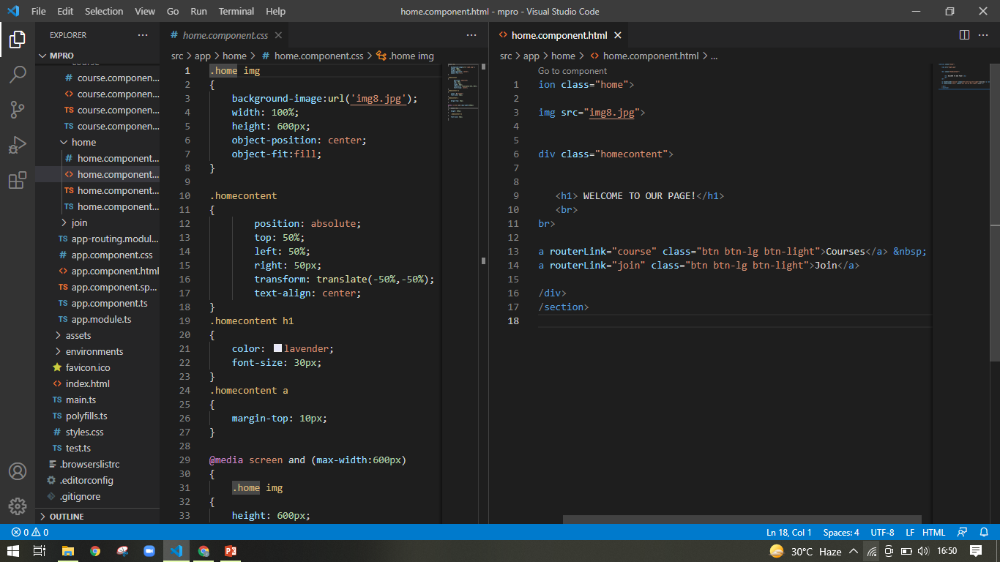 File Edit Selection View Go Run Terminal Help
home.component.html - mpro - Visual Studio Code
EXPLORER
MPRO
course
course.componen...
course.componen...
course.componen...
course.componen...
home
home.component...
home.component...
home.component...
home.component...
join
app-routing.modul...
app.component.css
app.component.html
app.component.sp...
app.component.ts
app.module.ts
assets
environments
favicon.ico
index.html
main.ts
polyfills.ts
styles.css
test.ts
.browserslistrc
.editorconfig
.gitignore
OUTLINE
home.component.css
src > app > home > # home.component.css > .home img
1 .home img
2 {
3 background-image:url('img8.jpg');
4 width: 100%;
5 height: 600px;
6 object-position: center;
7 object-fit:fill;
8 }
9
10 .homecontent
11 {
12 position: absolute;
13 top: 50%;
14 left: 50%;
15 right: 50px;
16 transform: translate(-50%,-50%);
17 text-align: center;
18 }
19 .homecontent h1
20 {
21 color: lavender;
22 font-size: 30px;
23 }
24 .homecontent a
25 {
26 margin-top: 10px;
27 }
28
29 @media screen and (max-width:600px)
30 {
31 .home img
32 {
33 height: 600px;
home.component.html
src > app > home > <> home.component.html > ...
Go to component
1 ion class="home">
2
3 img src="img8.jpg">
4
5
6 div class="homecontent">
7
8
9 <h1> WELCOME TO OUR PAGE!</h1>
10 <br>
11 br>
12
13 a routerLink="course" class="btn btn-lg btn-light">Courses</a> &nbsp;
14 a routerLink="join" class="btn btn-lg btn-light">Join</a>
15
16 /div>
17 /section>
18
0 0
Ln 18, Col 1 Spaces: 4 UTF-8 LF HTML
30°C Haze 16:50